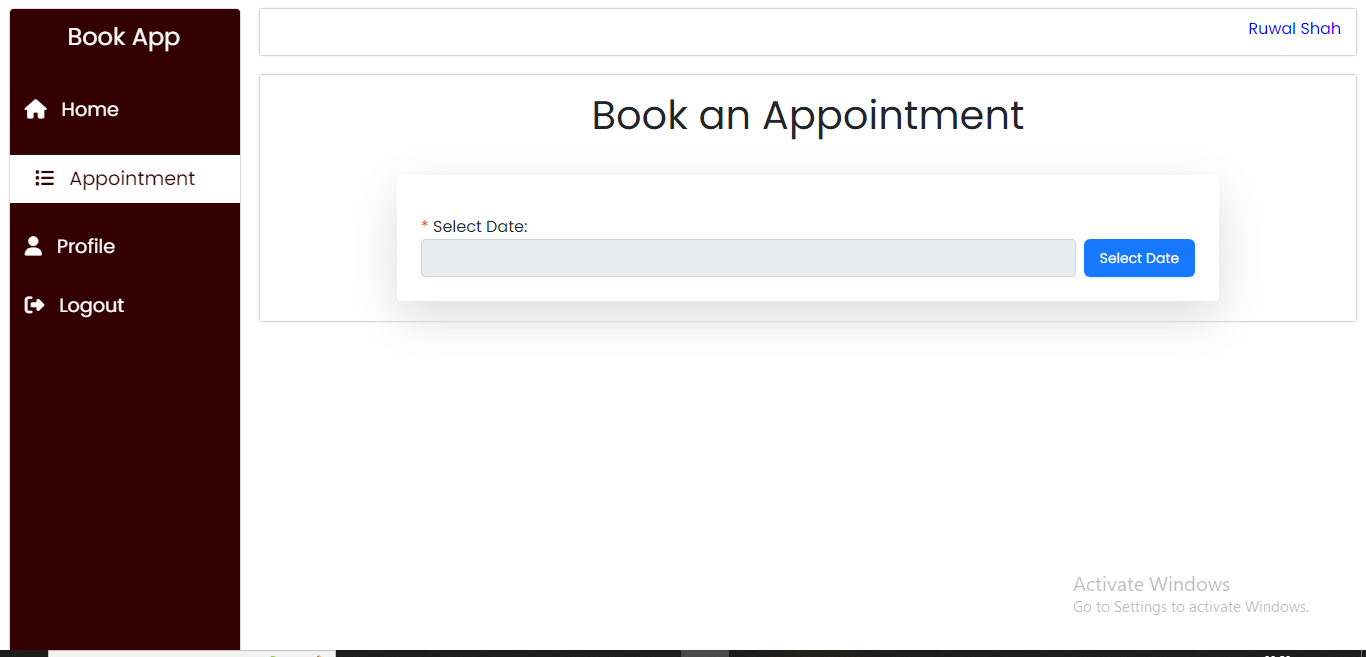 Book App
Home
Appointment
Profile
Logout
Ruwal Shah
Book an Appointment
* Select Date:
Select Date
Activate Windows
Go to Settings to activate Windows.